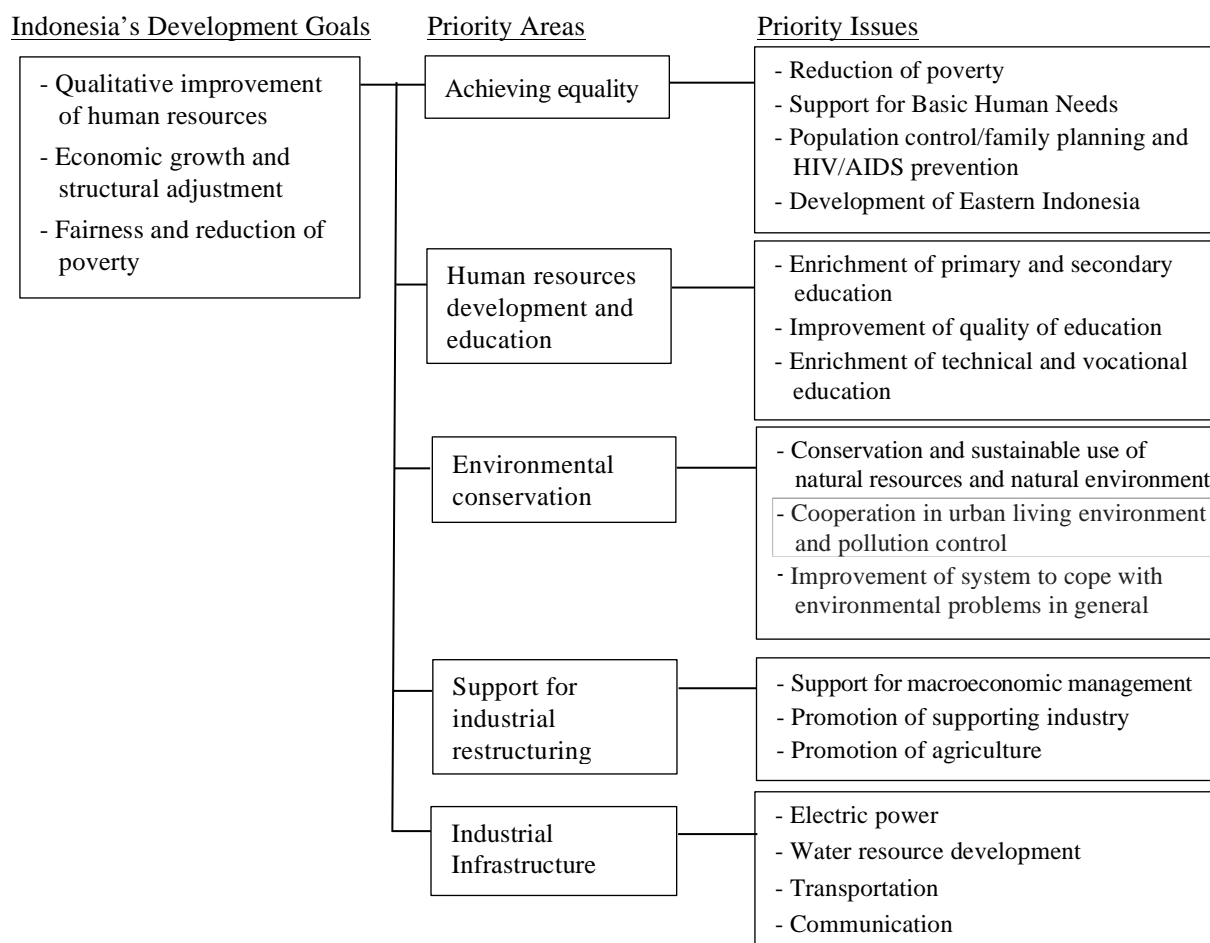 Indonesia's Development Goals
- Qualitative improvement
of human resources
- Economic growth and
structural adjustment
- Fairness and reduction of
poverty
Priority Areas
Achieving equality
Human resources
development and
education
Environmental
conservation
Support for
industrial
restructuring
Industrial
Infrastructure
Priority Issues
- Reduction of poverty
- Support for Basic Human Needs
- Population control/family planning and
HIV/AIDS prevention
- Development of Eastern Indonesia
- Enrichment of primary and secondary
education
- Improvement of quality of education
- Enrichment of technical and vocational
education
- Conservation and sustainable use of
natural resources and natural environment
- Cooperation in urban living environment
and pollution control
- Improvement of system to cope with
environmental problems in general
- Support for macroeconomic management
- Promotion of supporting industry
- Promotion of agriculture
- Electric power
- Water resource development
- Transportation
- Communication